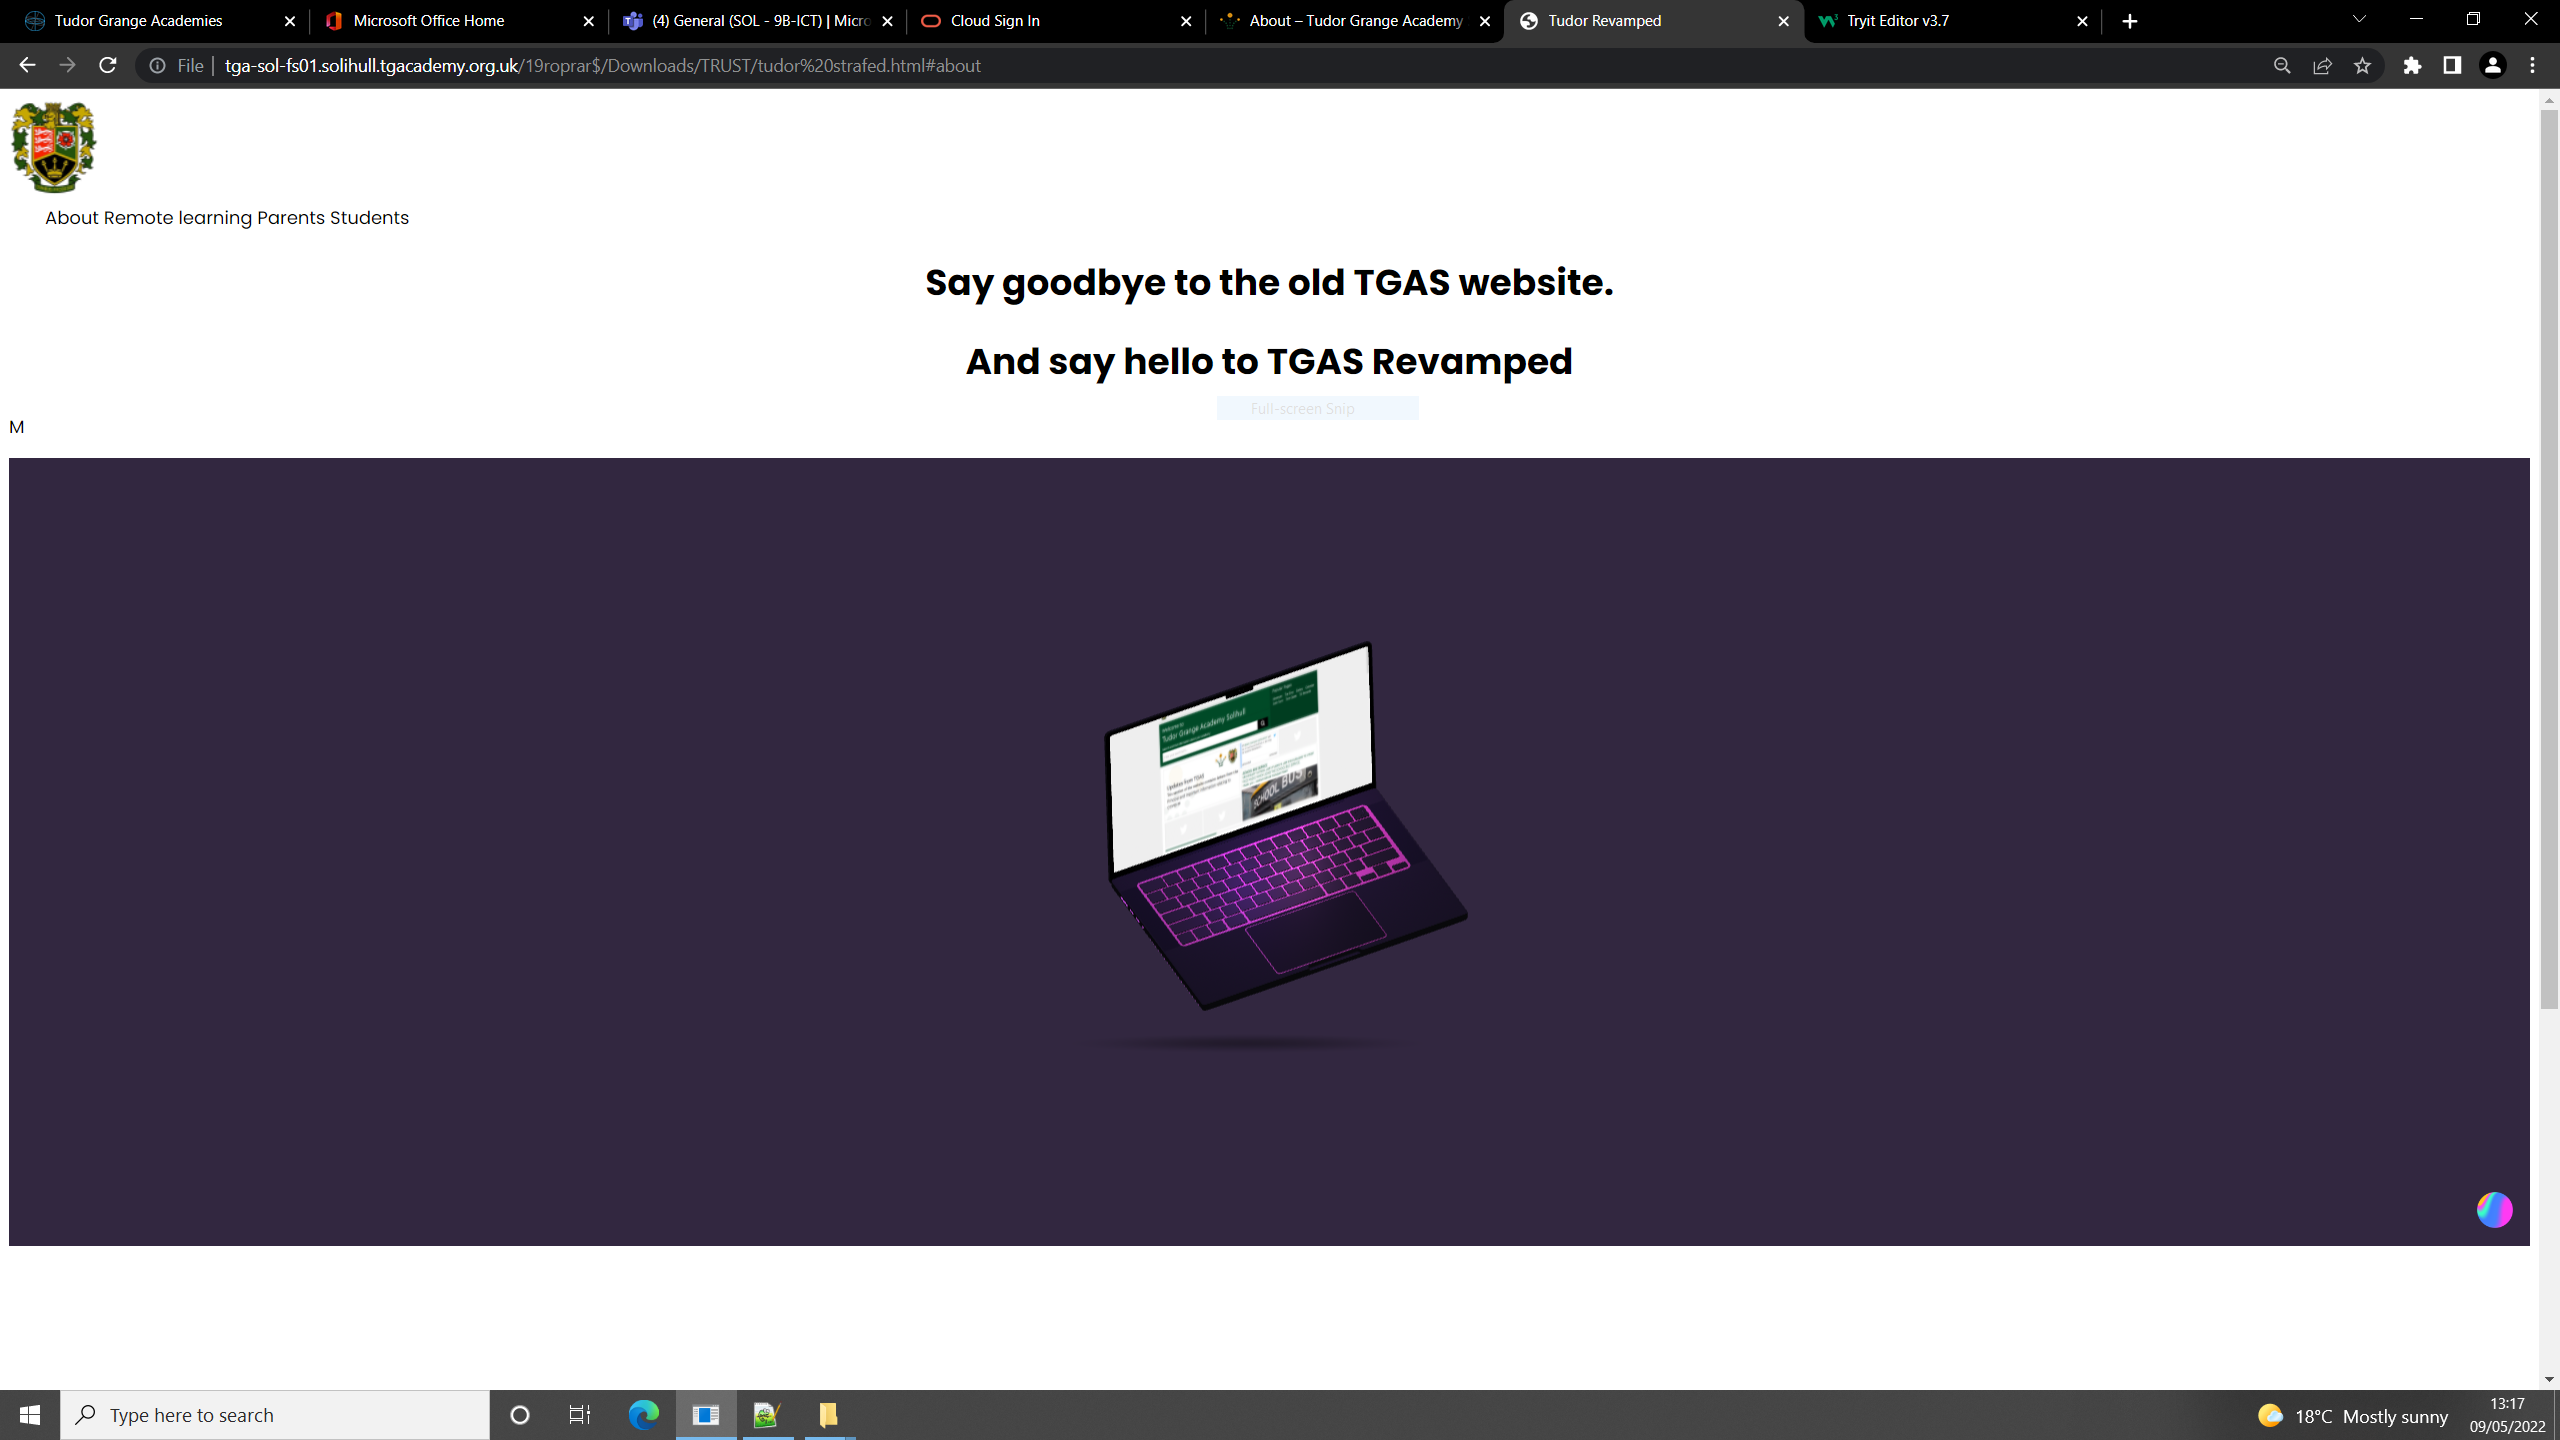 Tudor Grange Academies
Microsoft Office Home
(4) General (SOL - 9B-ICT) | Micro
Cloud Sign In
About – Tudor Grange Academy
Tudor Revamped
Tryit Editor v3.7
File | tga-sol-fs01.solihull.tgacademy.org.uk/19roprar$/Downloads/TRUST/tudor%20strafed.html#about
About Remote learning Parents Students
Say goodbye to the old TGAS website.
And say hello to TGAS Revamped
Full-screen Snip
M
Tudor Grange Academy Solihull
Updates from TGAS
SCHOOL BUS
Type here to search
18°C Mostly sunny
13:17
09/05/2022